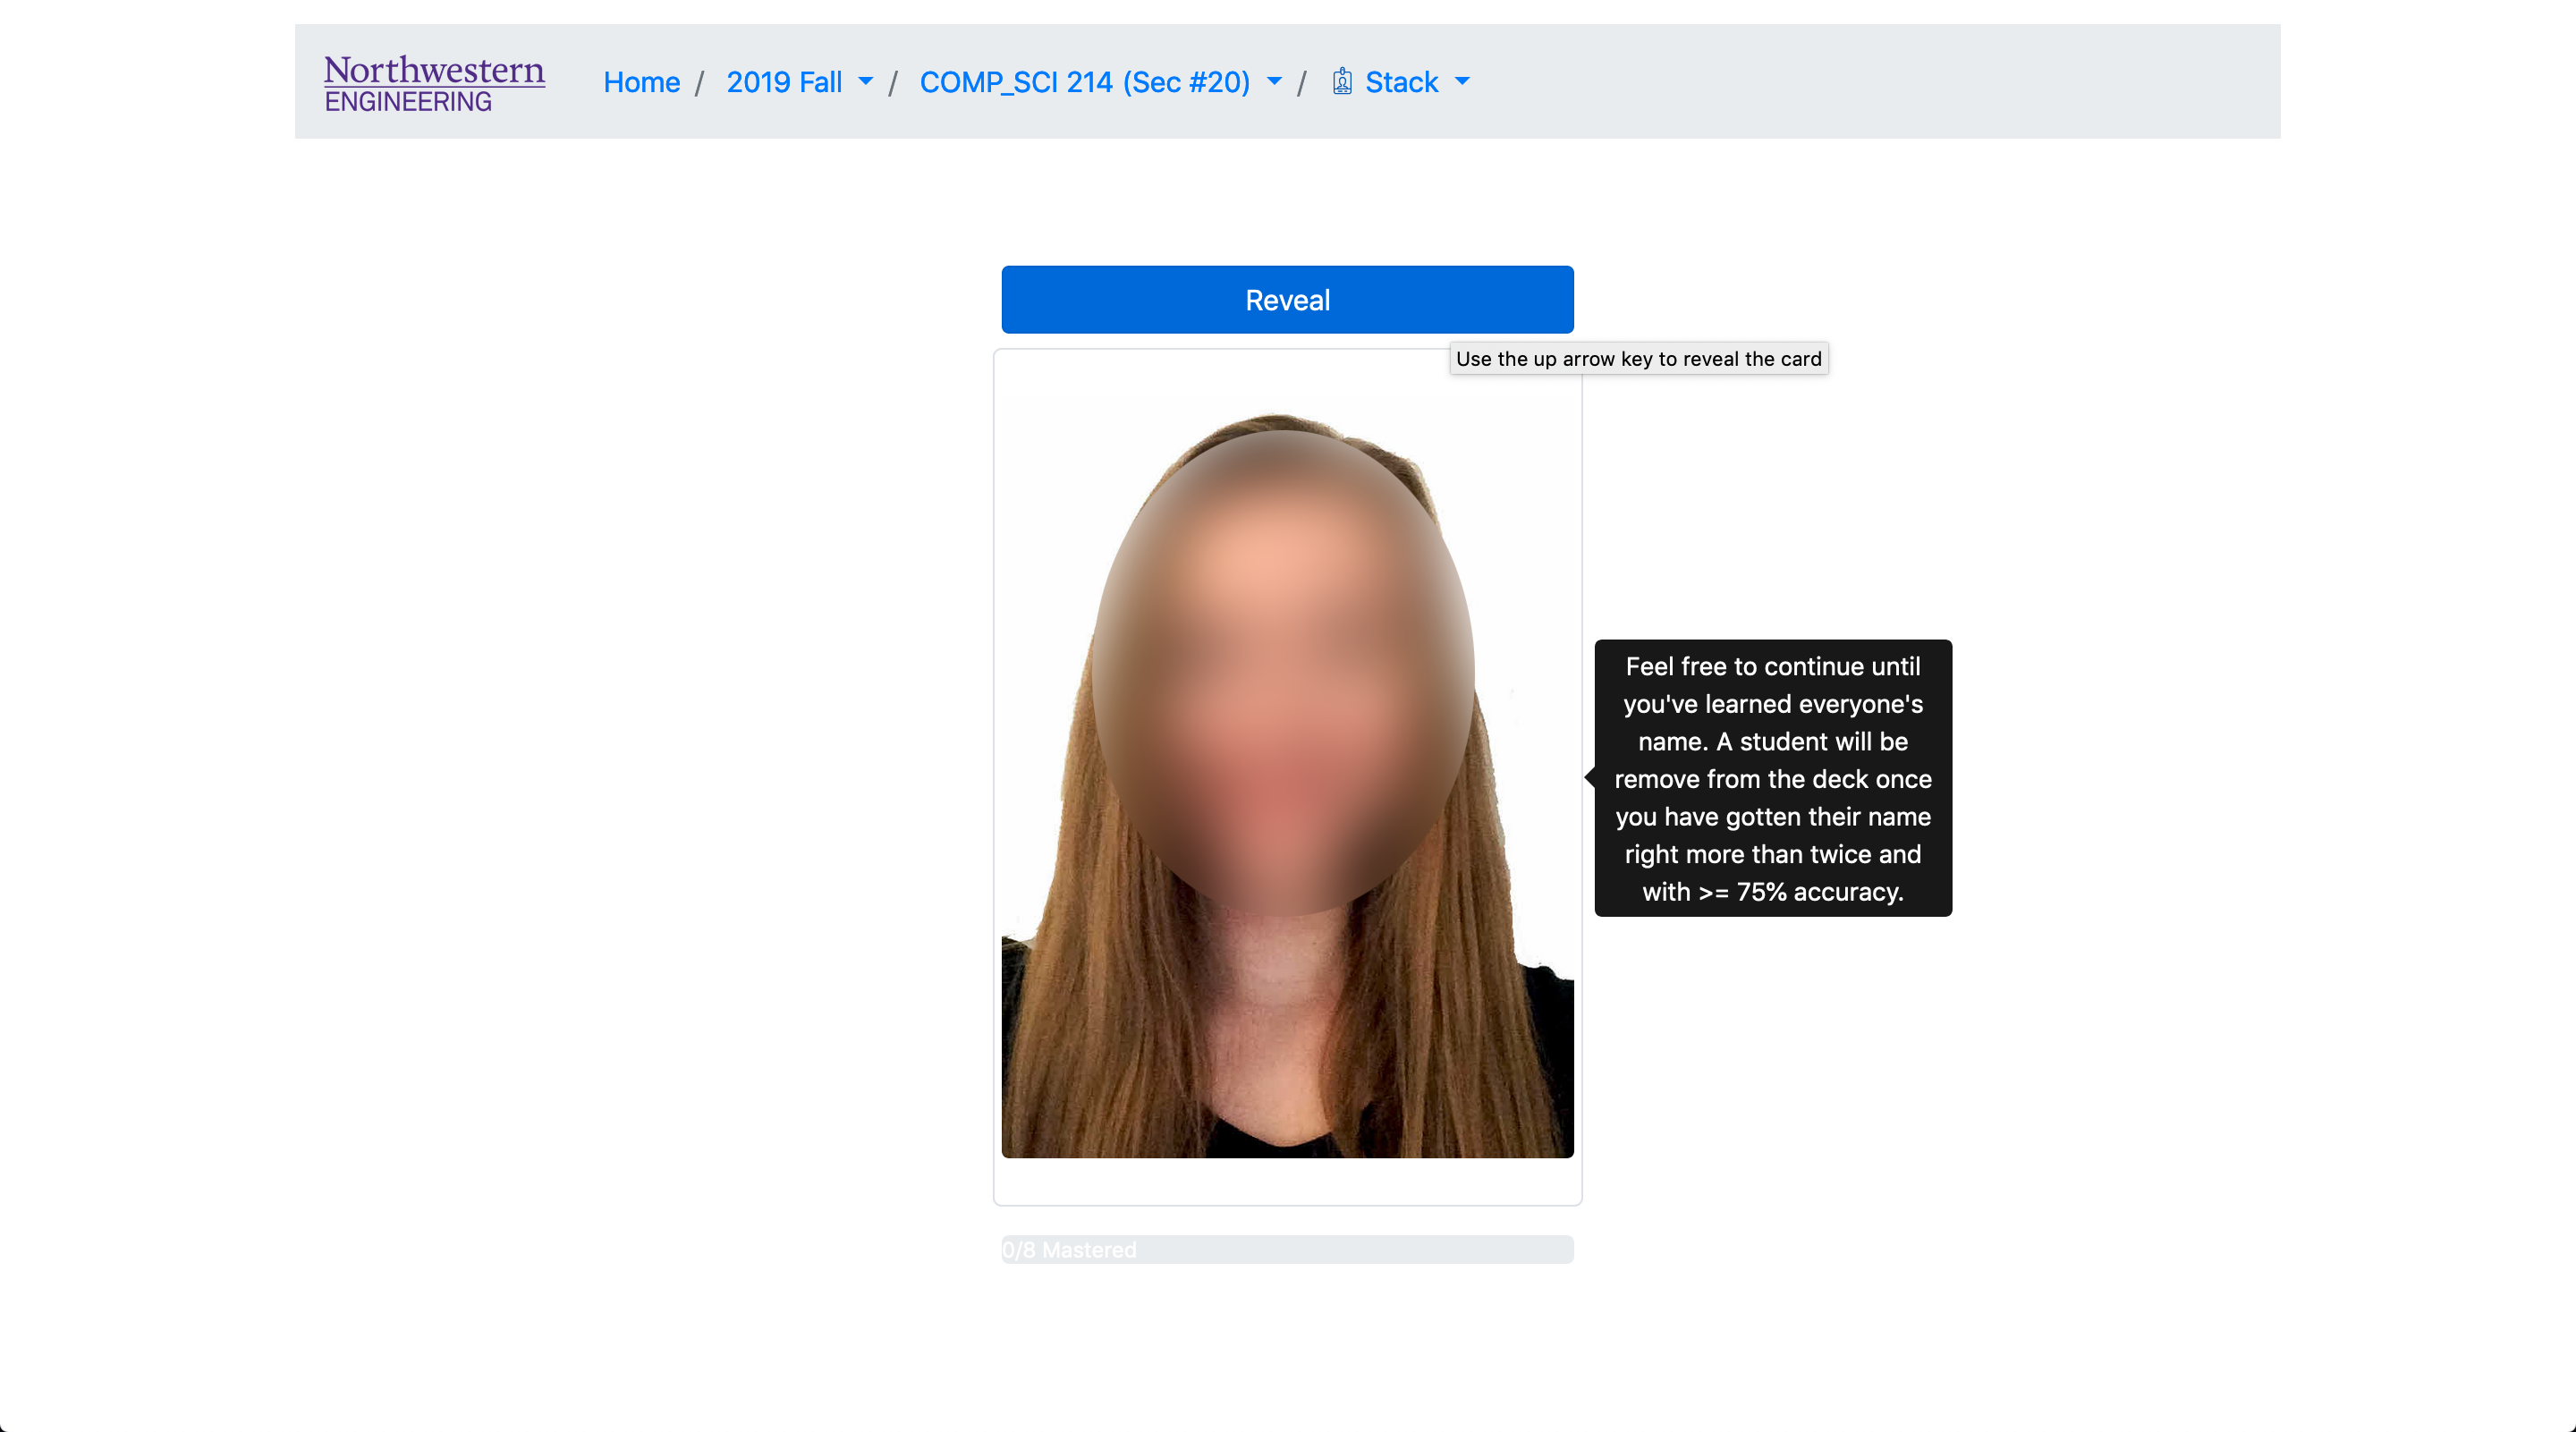 Northwestern
ENGINEERING
Home / 2019 Fall / COMP_SCI 214 (Sec #20) / Stack
Reveal
Use the up arrow key to reveal the card
Feel free to continue until
you've learned everyone's
name. A student will be
remove from the deck once
you have gotten their name
right more than twice and
with >= 75% accuracy.
0/8 Mastered